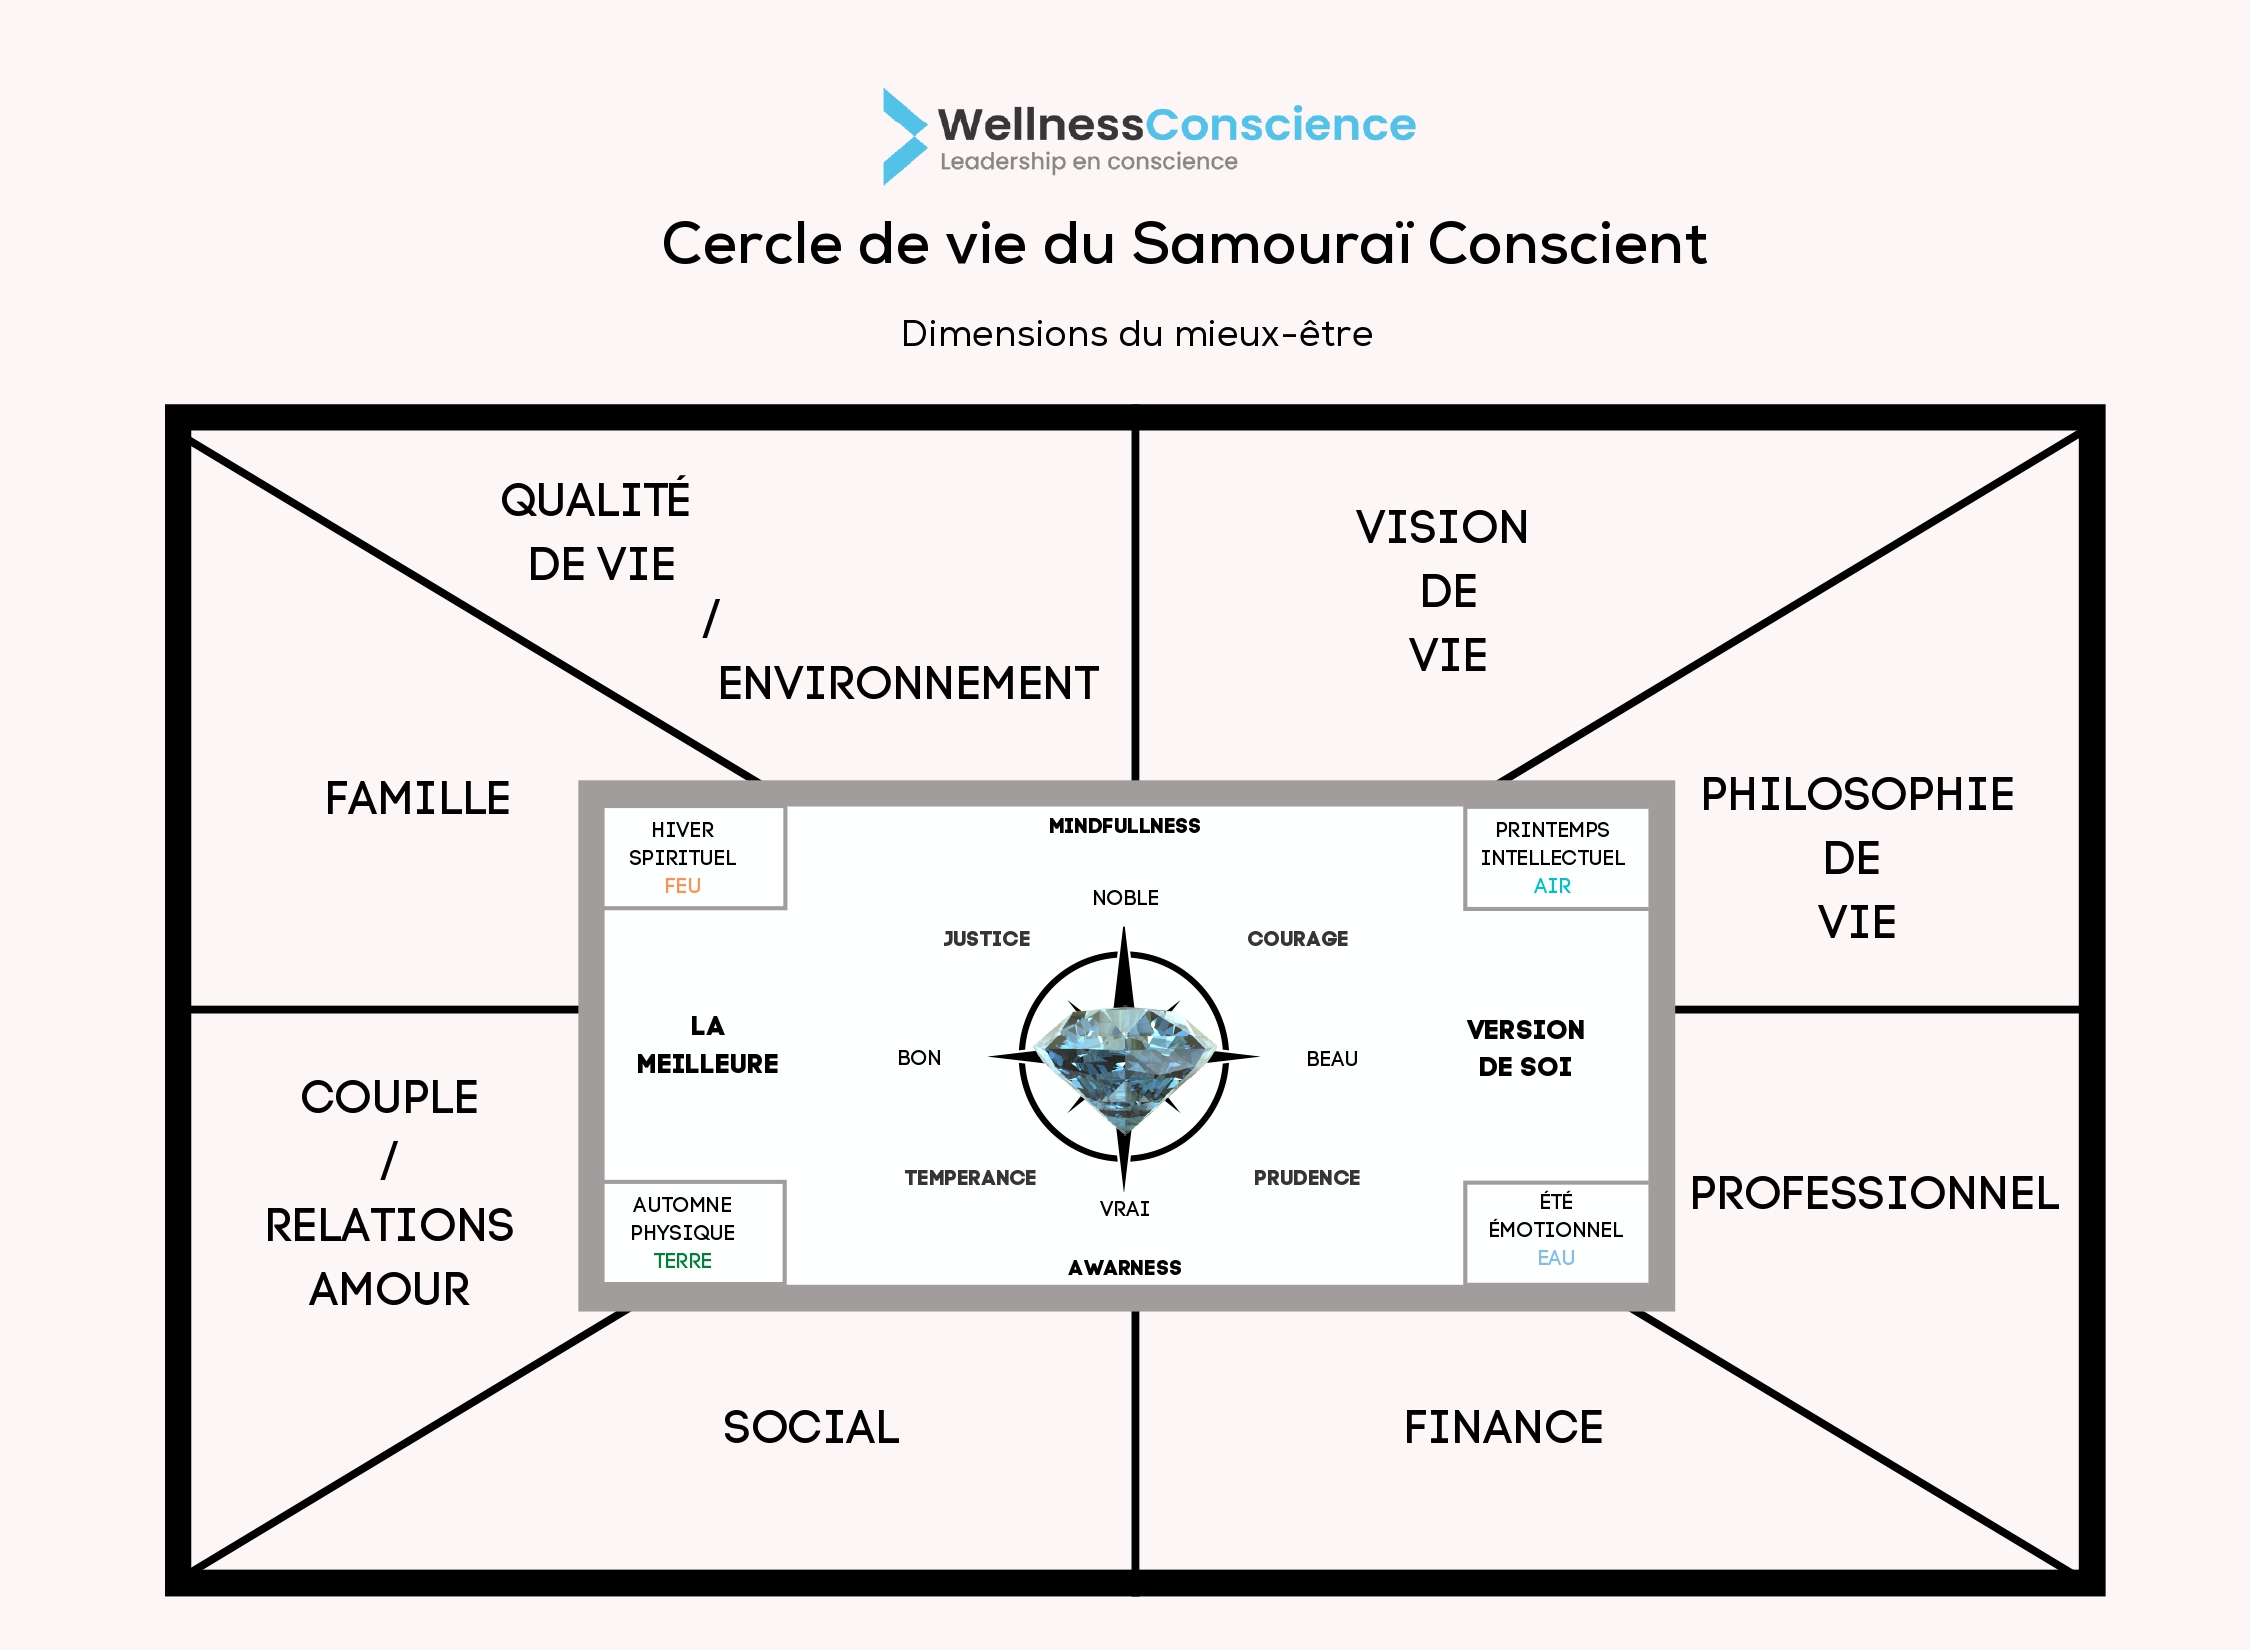 WellnessConscience
Leadership en conscience
Cercle de vie du Samouraï Conscient
Dimensions du mieux-être
QUALITÉ
DE VIE
/
ENVIRONNEMENT
VISION
DE
VIE
FAMILLE
PHILOSOPHIE
DE
VIE
HIVER
SPIRITUEL
FEU
MINDFULLNESS
PRINTEMPS
INTELLECTUEL
AIR
NOBLE
JUSTICE
COURAGE
LA
MEILLEURE
BON
BEAU
VERSION
DE SOI
TEMPERANCE
PRUDENCE
VRAI
AUTOMNE
PHYSIQUE
TERRE
AWARNESS
ÉTÉ
ÉMOTIONNEL
EAU
COUPLE
/
RELATIONS
AMOUR
PROFESSIONNEL
SOCIAL
FINANCE